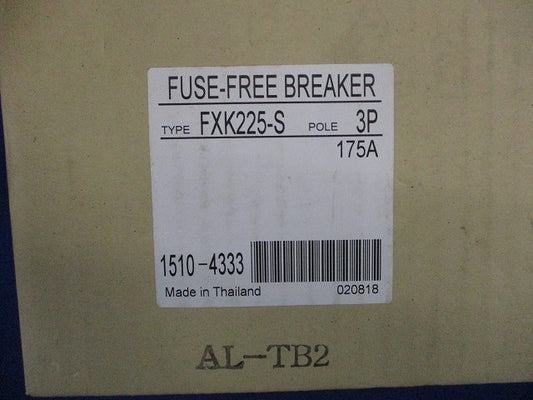 FUSE-FREE BREAKER
TYPE FXK225-S POLE 3P
175A
1510-4333
Made in Thailand 020818
AL-TB2